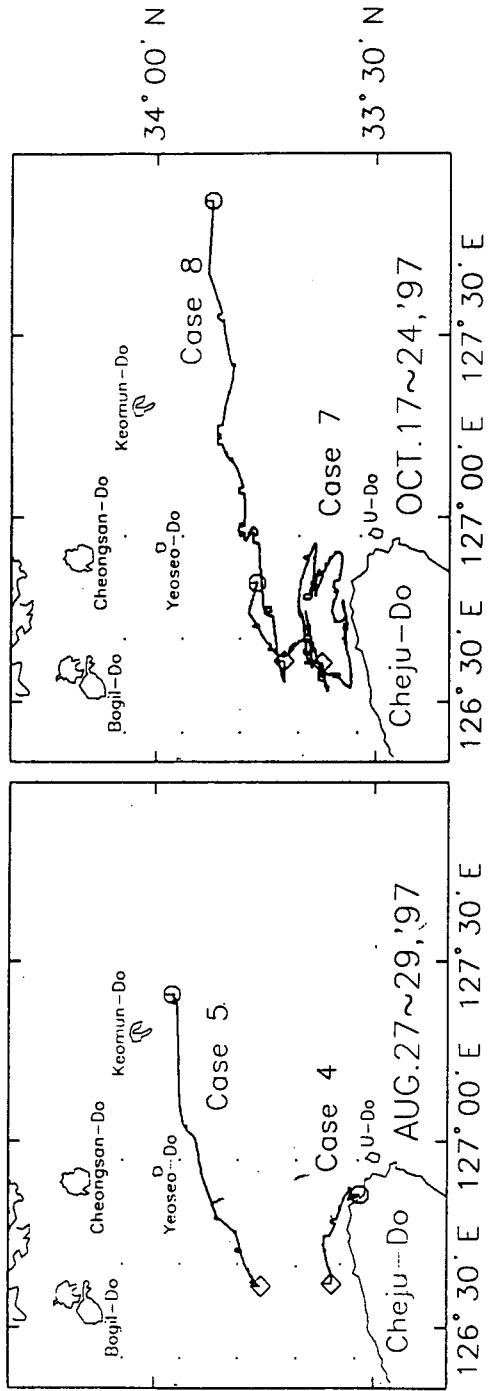 Bogil-Do
Cheongsan-Do
Keomun-Do
Yeoseo-Do
Case 5
Case 4
U-Do
Cheju-Do
AUG.27~29,'97
126°30' E
127°00' E
127°30' E
Bogil-Do
Cheongsan-Do
Keomun-Do
Yeoseo-Do
Case 8
Case 7
U-Do
Cheju-Do
OCT.17~24,'97
126°30' E
127°00' E
127°30' E
34°00' N
33°30' N